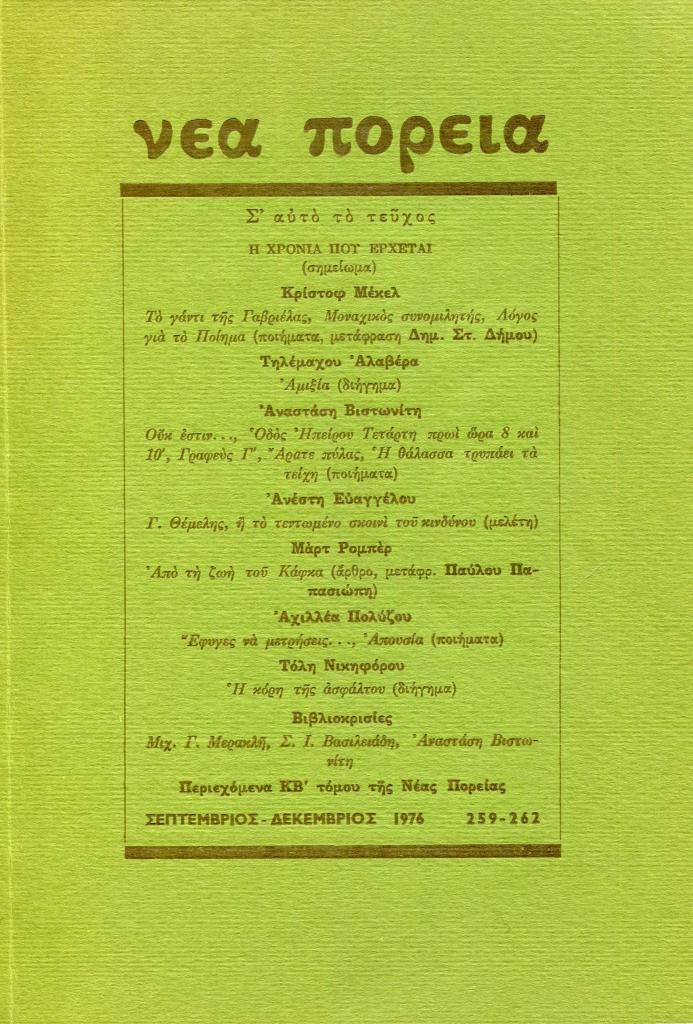 νεα πορεια
Σ' αὐτὸ τὸ τεῦχος
Η ΧΡΟΝΙΑ ΠΟΥ ΕΡΧΕΤΑΙ
(σημείωμα)
Κρίστοφ Μέκελ
Τὸ γάντι τῆς Γαβριέλας, Μοναχικὸς συνομιλητής, Λόγος
γιὰ τὸ Ποίημα (ποιήματα, μετάφραση Δημ. Στ. Δήμου)
Τηλέμαχου Ἀλαβέρα
Ἀμιξία (διήγημα)
Ἀναστάση Βιστωνίτη
Οὐκ ἐστιν..., Ὁδὸς Ἠπείρου Τετάρτη πρωὶ ὥρα 8 καὶ
10', Γραφεὺς Γ', Ἄρατε πύλας, Ἡ θάλασσα τρυπάει τὰ
τείχη (ποιήματα)
Ἀνέστη Εὐαγγέλου
Γ. Θέμελης, ἢ τὸ τεντωμένο σκοινὶ τοῦ κινδύνου (μελέτη)
Μὰρτ Ρομπὲρ
Ἀπὸ τὴ ζωὴ τοῦ Κάφκα (ἄρθρο, μετάφρ. Παύλου Πα-
πασιώπη)
Ἀχιλλέα Πολύζου
Ἔφυγες νὰ μετρήσεις..., Ἀπουσία (ποιήματα)
Τόλη Νικηφόρου
Ἡ κόρη τῆς ἀσφάλτου (διήγημα)
Βιβλιοκρισίες
Μιχ. Γ. Μερακλῆ, Σ. Ι. Βασιλειάδη, Ἀναστάση Βιστω-
νίτη
Περιεχόμενα ΚΒ' τόμου τῆς Νέας Πορείας
ΣΕΠΤΕΜΒΡΙΟΣ - ΔΕΚΕΜΒΡΙΟΣ 1976 259-262